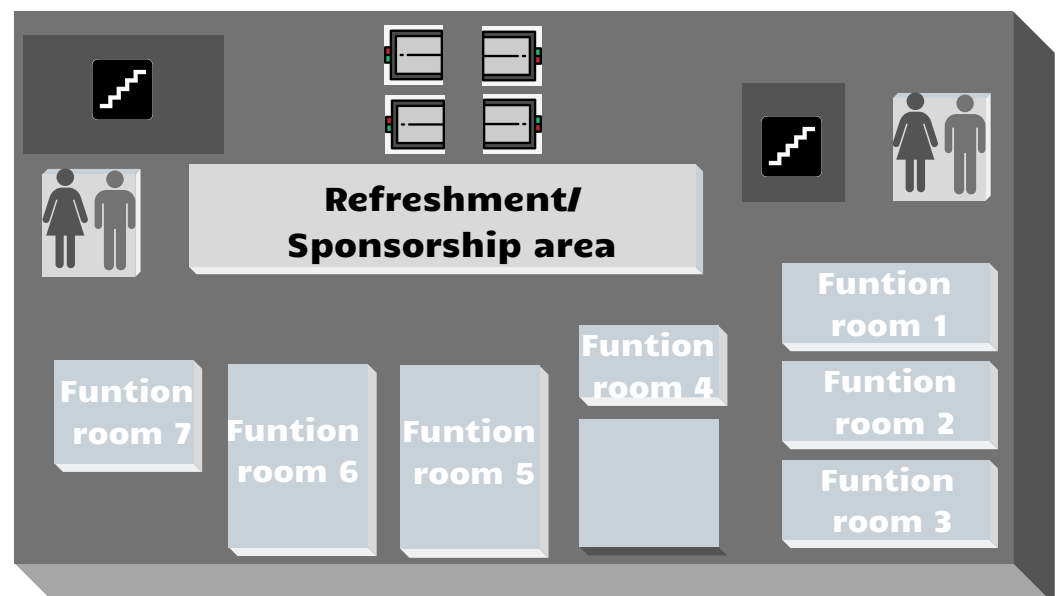 Refreshment/
Sponsorship area
Funtion
room 1
Funtion
room 2
Funtion
room 3
Funtion
room 4
Funtion
room 5
Funtion
room 6
Funtion
room 7